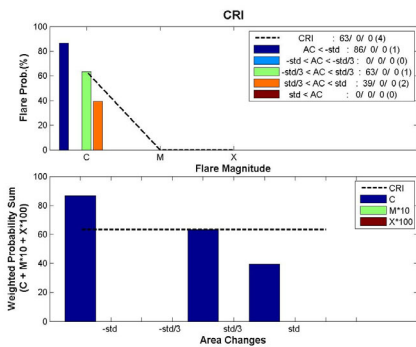 CRI
Flare Prob.(%)
100
80
60
40
20
0
C
M
X
Flare Magnitude
CRI : 63/ 0/ 0 (4)
AC < -std : 86/ 0/ 0 (1)
-std < AC < -std/3 : 0/ 0/ 0 (0)
-std/3 < AC < std/3 : 63/ 0/ 0 (1)
std/3 < AC < std : 39/ 0/ 0 (2)
std < AC : 0/ 0/ 0 (0)
Weighted Probability Sum
(C + M*10 + X*100)
100
80
60
40
20
0
-std
-std/3
std/3
std
Area Changes
CRI
C
M*10
X*100